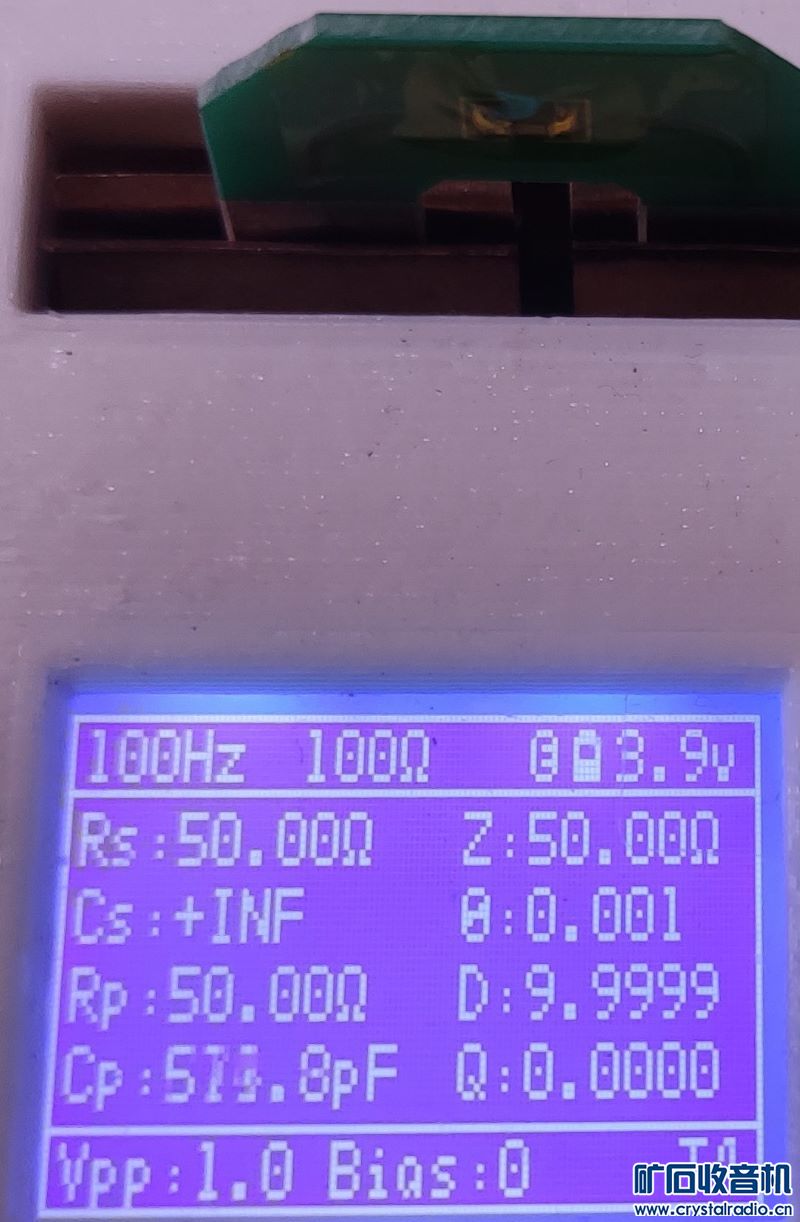 100Hz 100Ω 3.9v
Rs:50.00Ω Z:50.00Ω
Cs:+INF θ:0.001
Rp:50.00Ω D:9.9999
Cp: Q:0.0000
Vpp:1.0 Bias:0
矿石收音机
www.crystalradio.cn